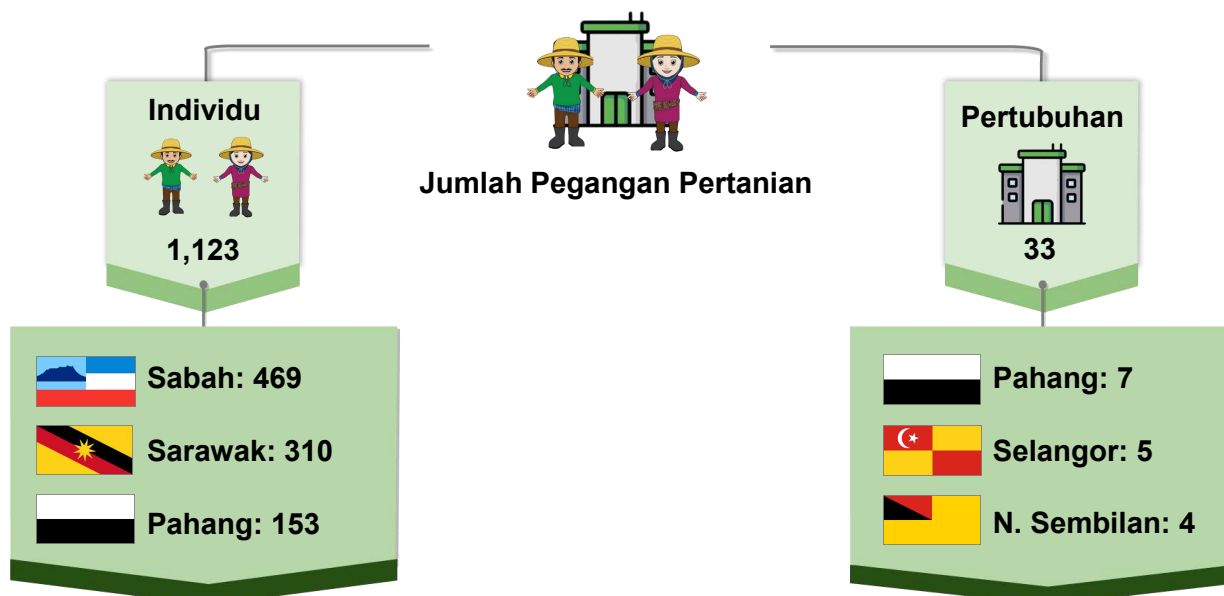 Jumlah Pegangan Pertanian
Individu
1,123
Sabah: 469
Sarawak: 310
Pahang: 153
Pertubuhan
33
Pahang: 7
Selangor: 5
N. Sembilan: 4